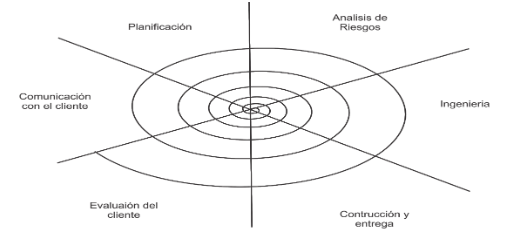 Planificación
Analisis de
Riesgos
Comunicación
con el cliente
Ingenieria
Evaluaión del
cliente
Contrucción y
entrega